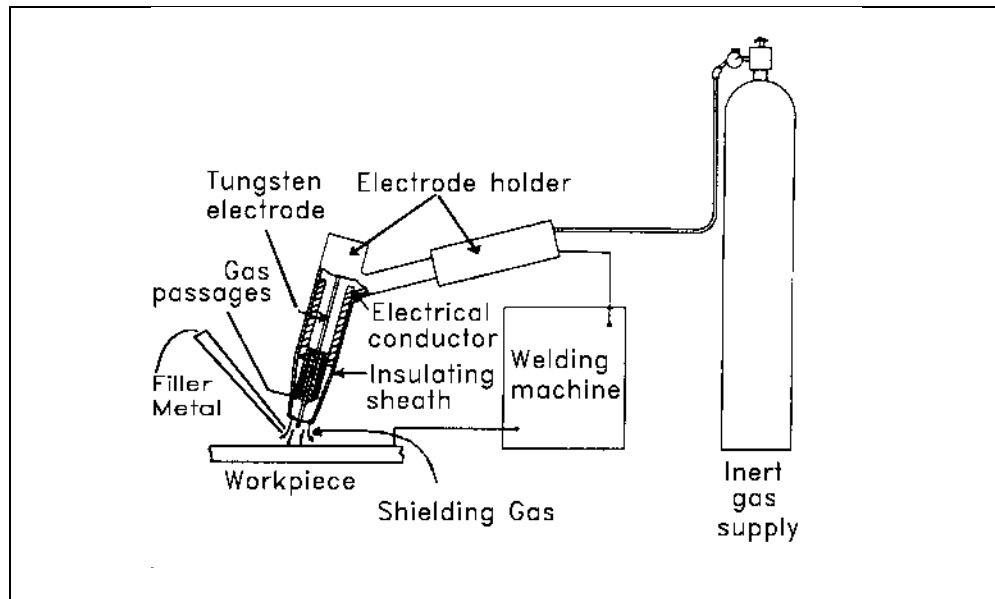 Tungsten
electrode
Electrode holder
Gas
passages
Electrical
conductor
Insulating
sheath
Welding
machine
Filler
Metal
Workpiece
Shielding Gas
Inert
gas
supply